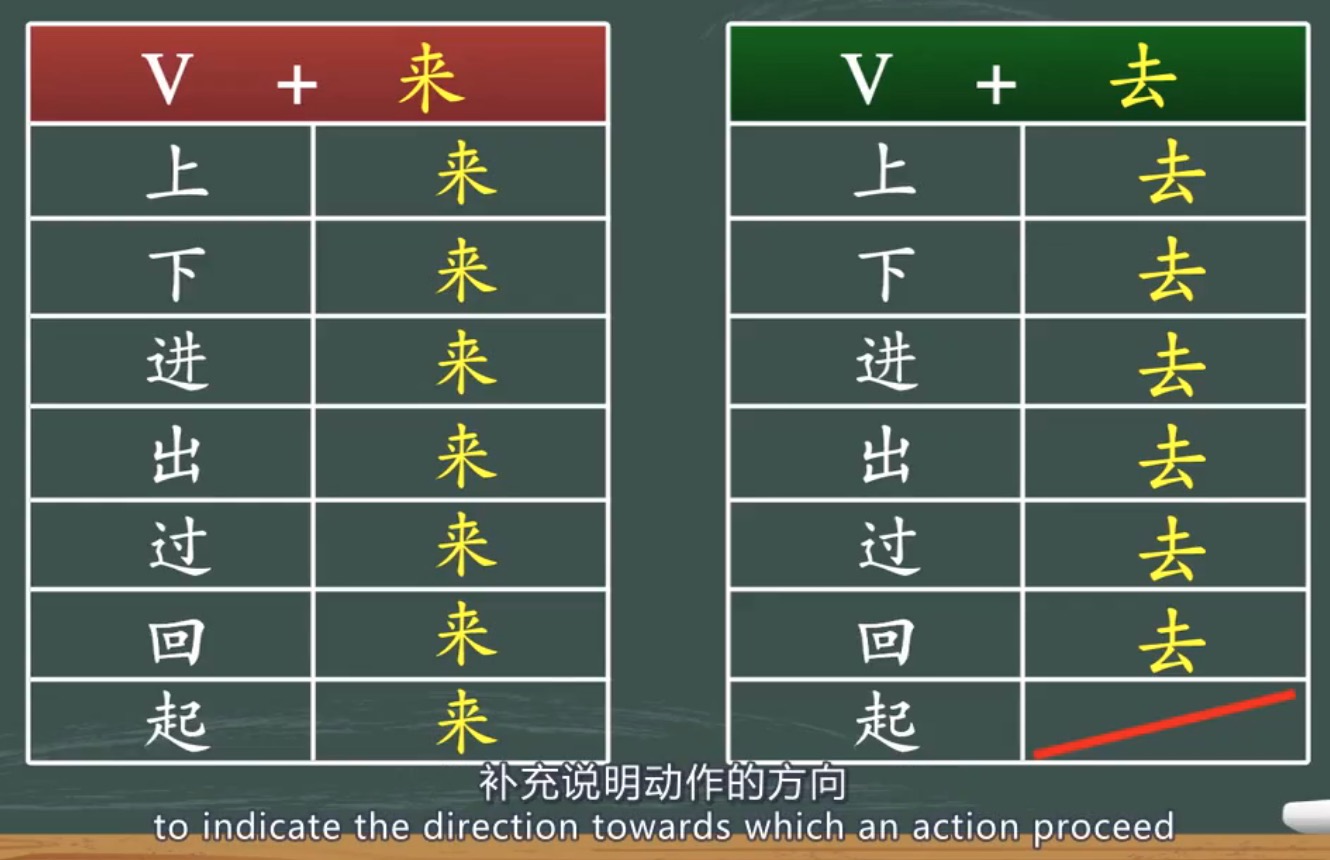 V + 来
上 来
下 来
进 来
出 来
过 来
回 来
起 来
V + 去
上 去
下 去
进 去
出 去
过 去
回 去
起
补充说明动作的方向
to indicate the direction towards which an action proceed